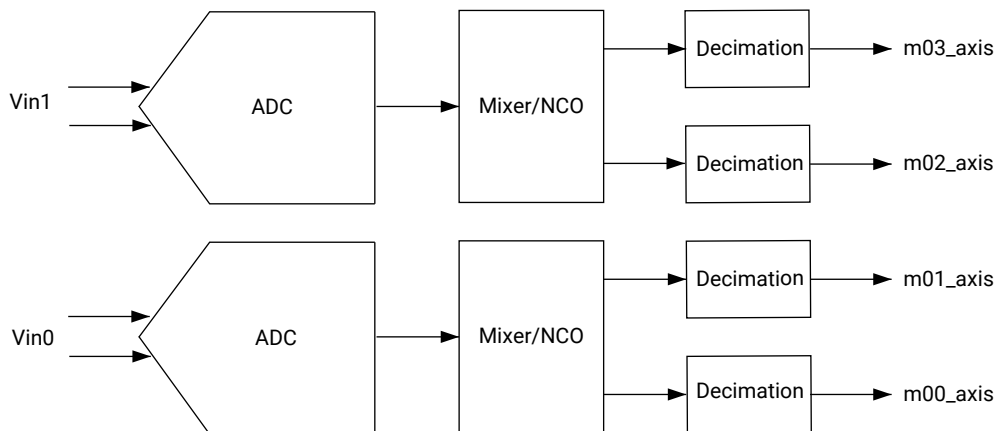 Vin1
ADC
Mixer/NCO
Decimation
m03_axis
Decimation
m02_axis
Vin0
ADC
Mixer/NCO
Decimation
m01_axis
Decimation
m00_axis